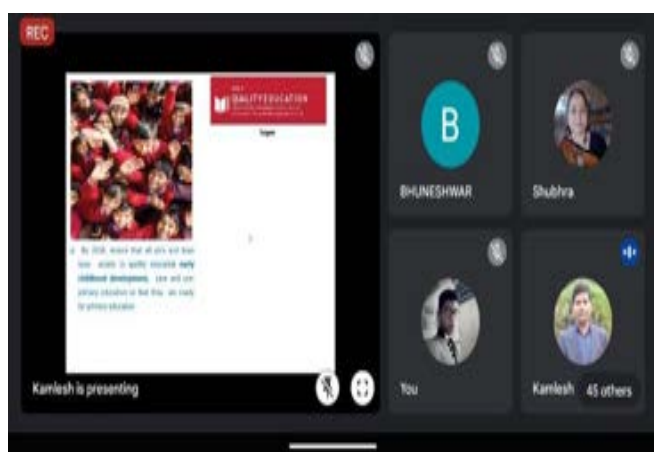 REC
QUALITY EDUCATION
Targets
By 2030, ensure that all girls and boys
have access to quality education early
childhood development, care and pre-
primary education so that they are ready
for primary education
Kamlesh is presenting
B
BHUNESHWAR
Shubhra
You
Kamlesh
45 others